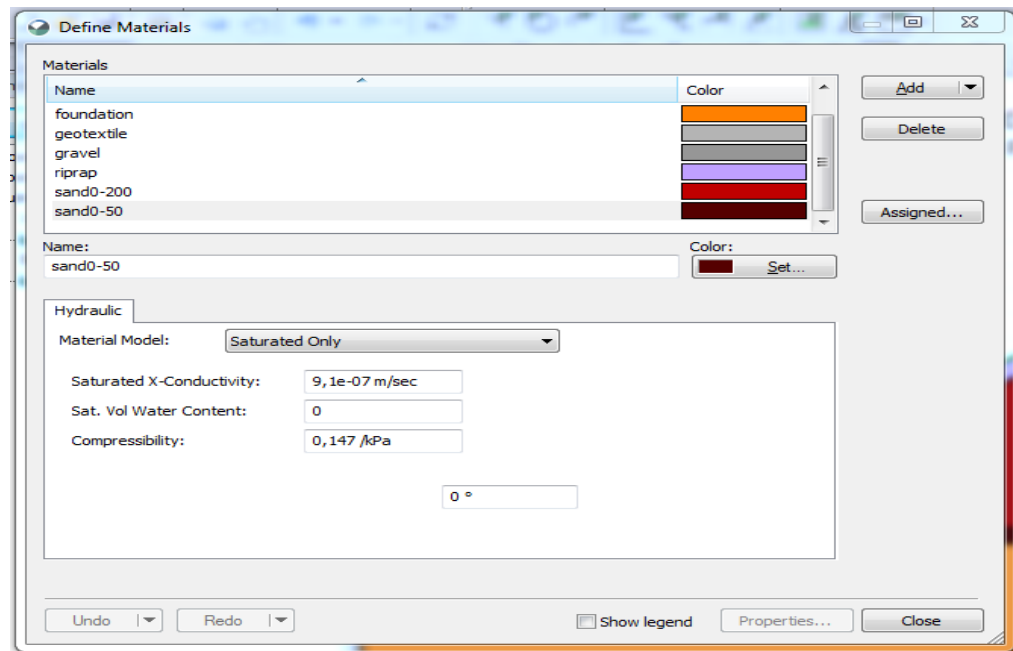 Define Materials
Materials
Name Color
Add
foundation
geotextile
Delete
gravel
riprap
sand0-200
sand0-50
Assigned...
Name: Color:
sand0-50 Set...
Hydraulic
Material Model: Saturated Only
Saturated X-Conductivity: 9,1e-07 m/sec
Sat. Vol Water Content: 0
Compressibility: 0,147 /kPa
0 °
Undo Redo Show legend Properties... Close